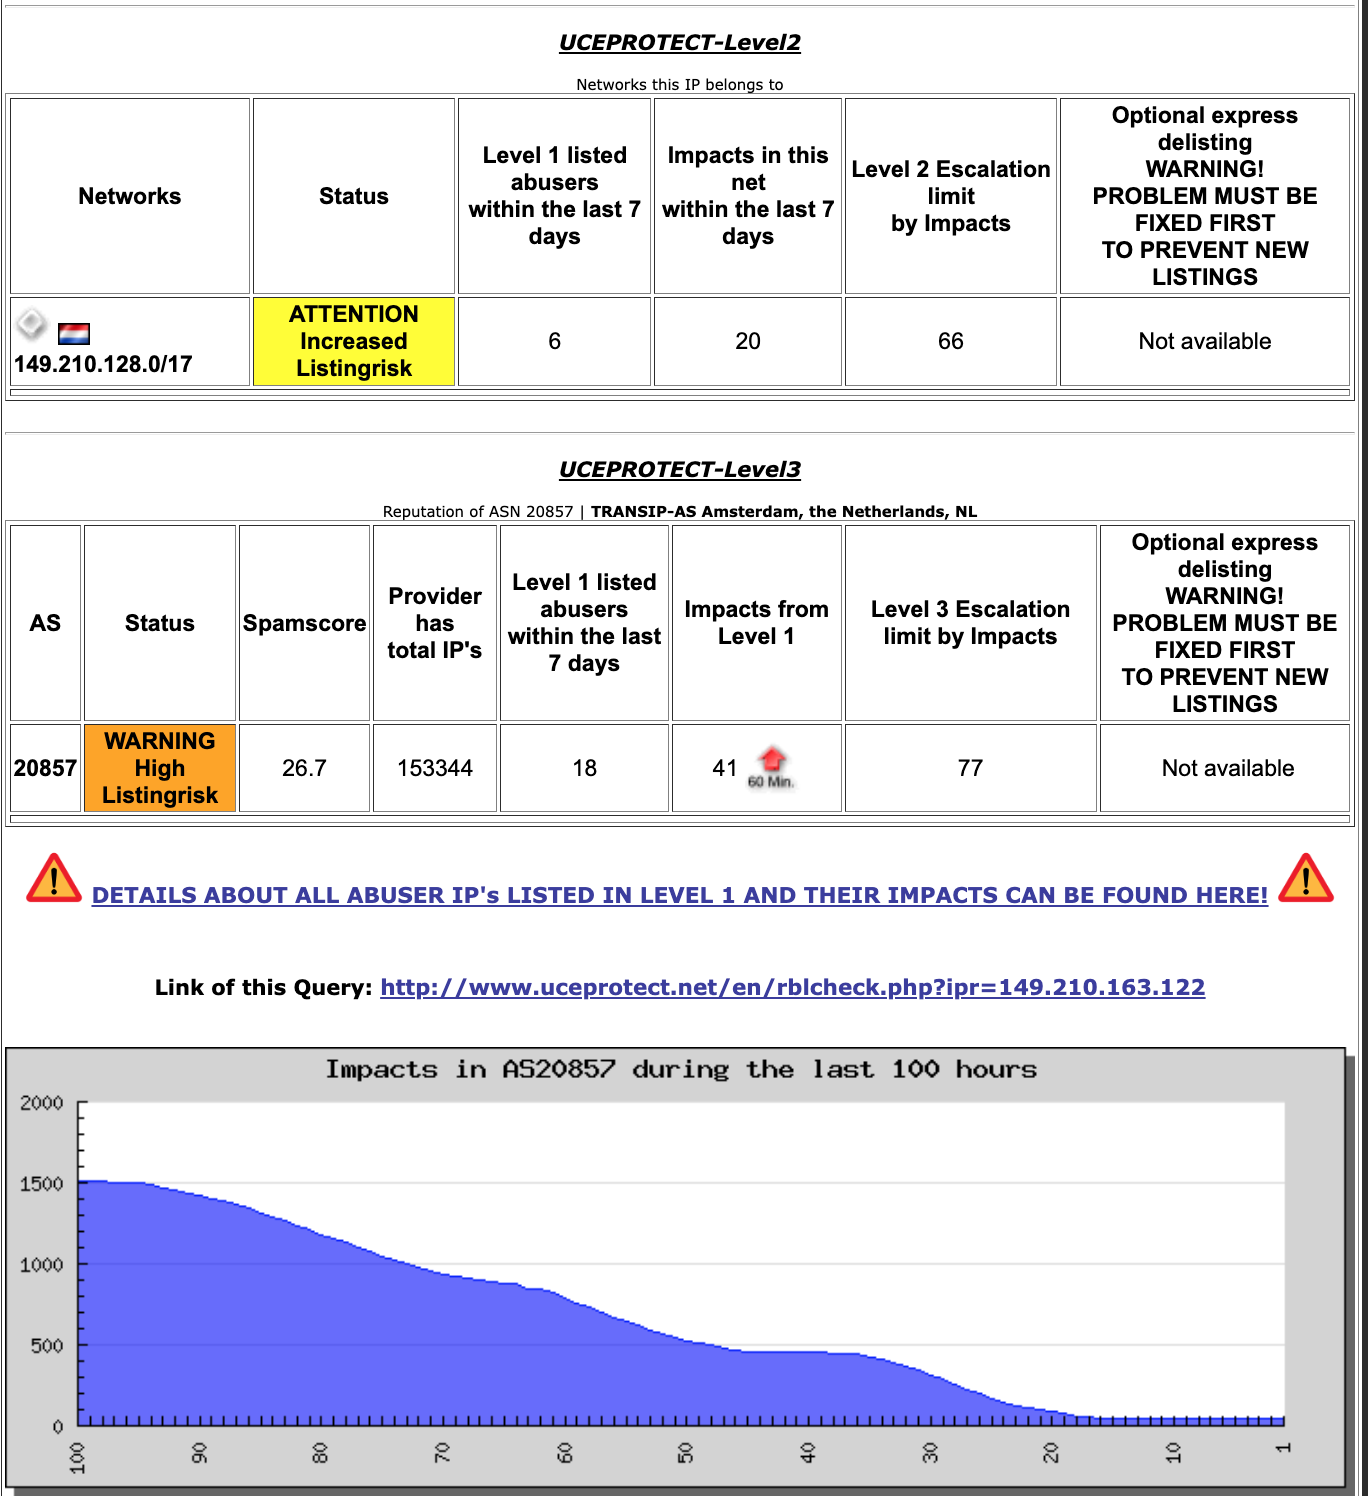 UCEPROTECT-Level2
Networks this IP belongs to
Networks
Status
Level 1 listed
abusers
within the last 7
days
Impacts in this
net
within the last 7
days
Level 2 Escalation
limit
by Impacts
Optional express
delisting
WARNING!
PROBLEM MUST BE
FIXED FIRST
TO PREVENT NEW
LISTINGS
149.210.128.0/17
ATTENTION
Increased
Listingrisk
6
20
66
Not available
UCEPROTECT-Level3
Reputation of ASN 20857 | TRANSIP-AS Amsterdam, the Netherlands, NL
AS
Status
Spamscore
Provider
has
total IP's
Level 1 listed
abusers
within the last
7 days
Impacts from
Level 1
Level 3 Escalation
limit by Impacts
Optional express
delisting
WARNING!
PROBLEM MUST BE
FIXED FIRST
TO PREVENT NEW
LISTINGS
20857
WARNING
High
Listingrisk
26.7
153344
18
41
60 Min.
77
Not available
DETAILS ABOUT ALL ABUSER IP's LISTED IN LEVEL 1 AND THEIR IMPACTS CAN BE FOUND HERE!
Link of this Query: http://www.uceprotect.net/en/rblcheck.php?ipr=149.210.163.122
Impacts in AS20857 during the last 100 hours
2000
1500
1000
500
0
100
90
80
70
60
50
40
30
20
10
1